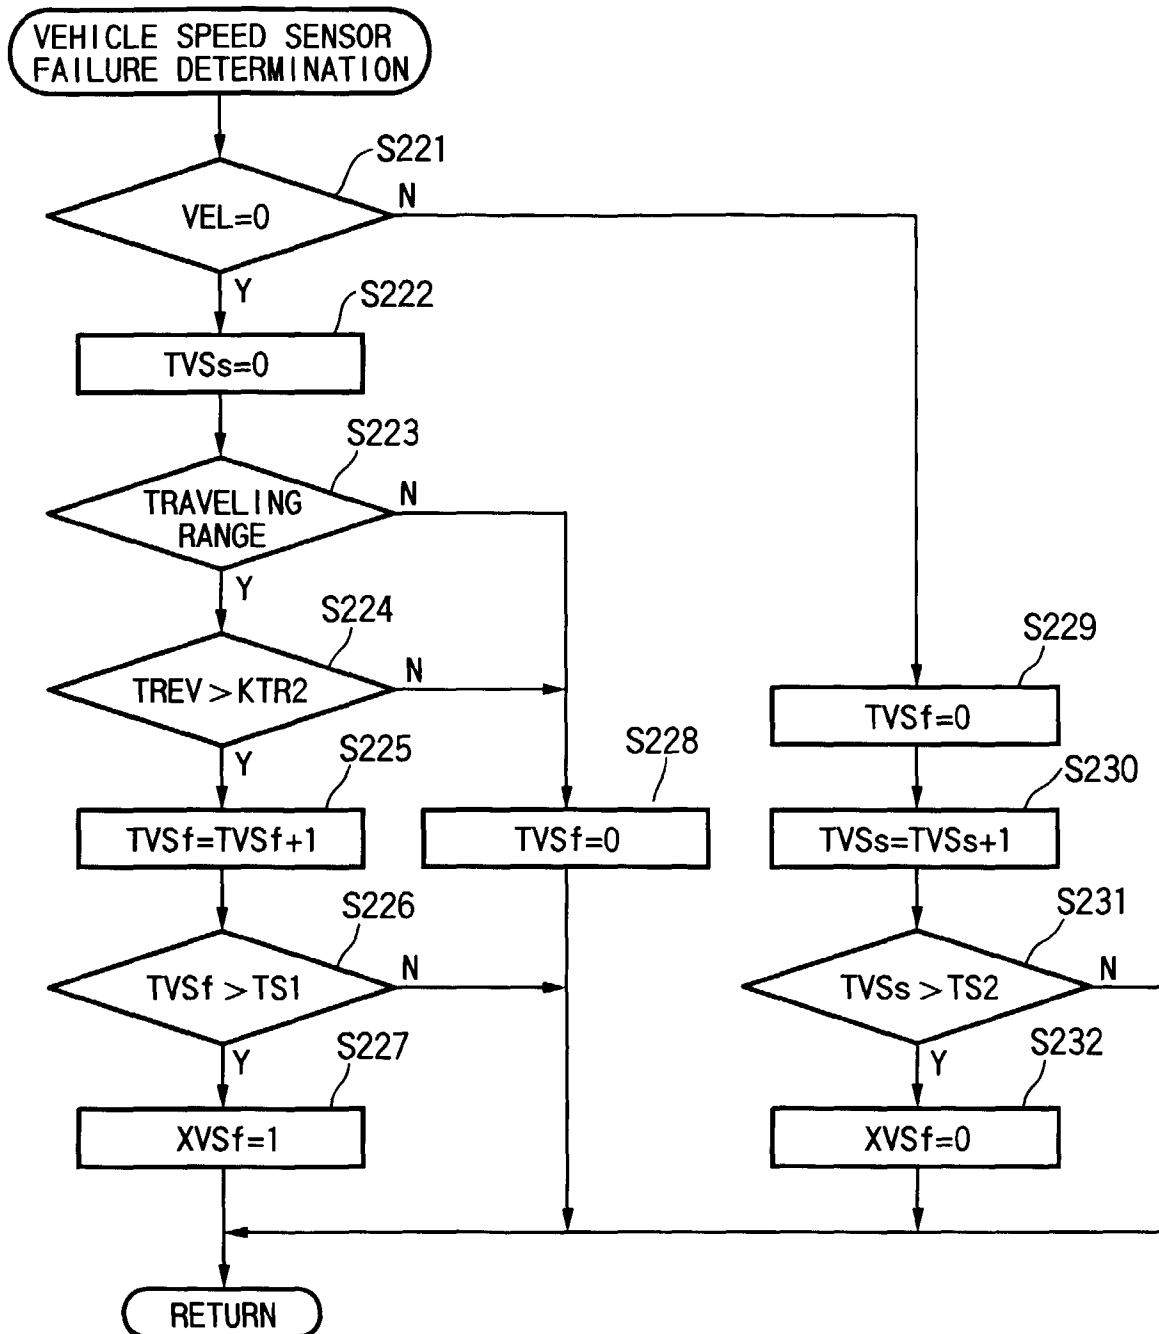 VEHICLE SPEED SENSOR
FAILURE DETERMINATION
S221
VEL=0
N
Y
S222
TVSs=0
S223
TRAVELING
RANGE
N
Y
S224
TREV > KTR2
N
Y
S225
TVSf=TVSf+1
S226
TVSf > TS1
N
Y
S227
XVSf=1
S228
TVSf=0
S229
TVSf=0
S230
TVSs=TVSs+1
S231
TVSs > TS2
N
Y
S232
XVSf=0
RETURN